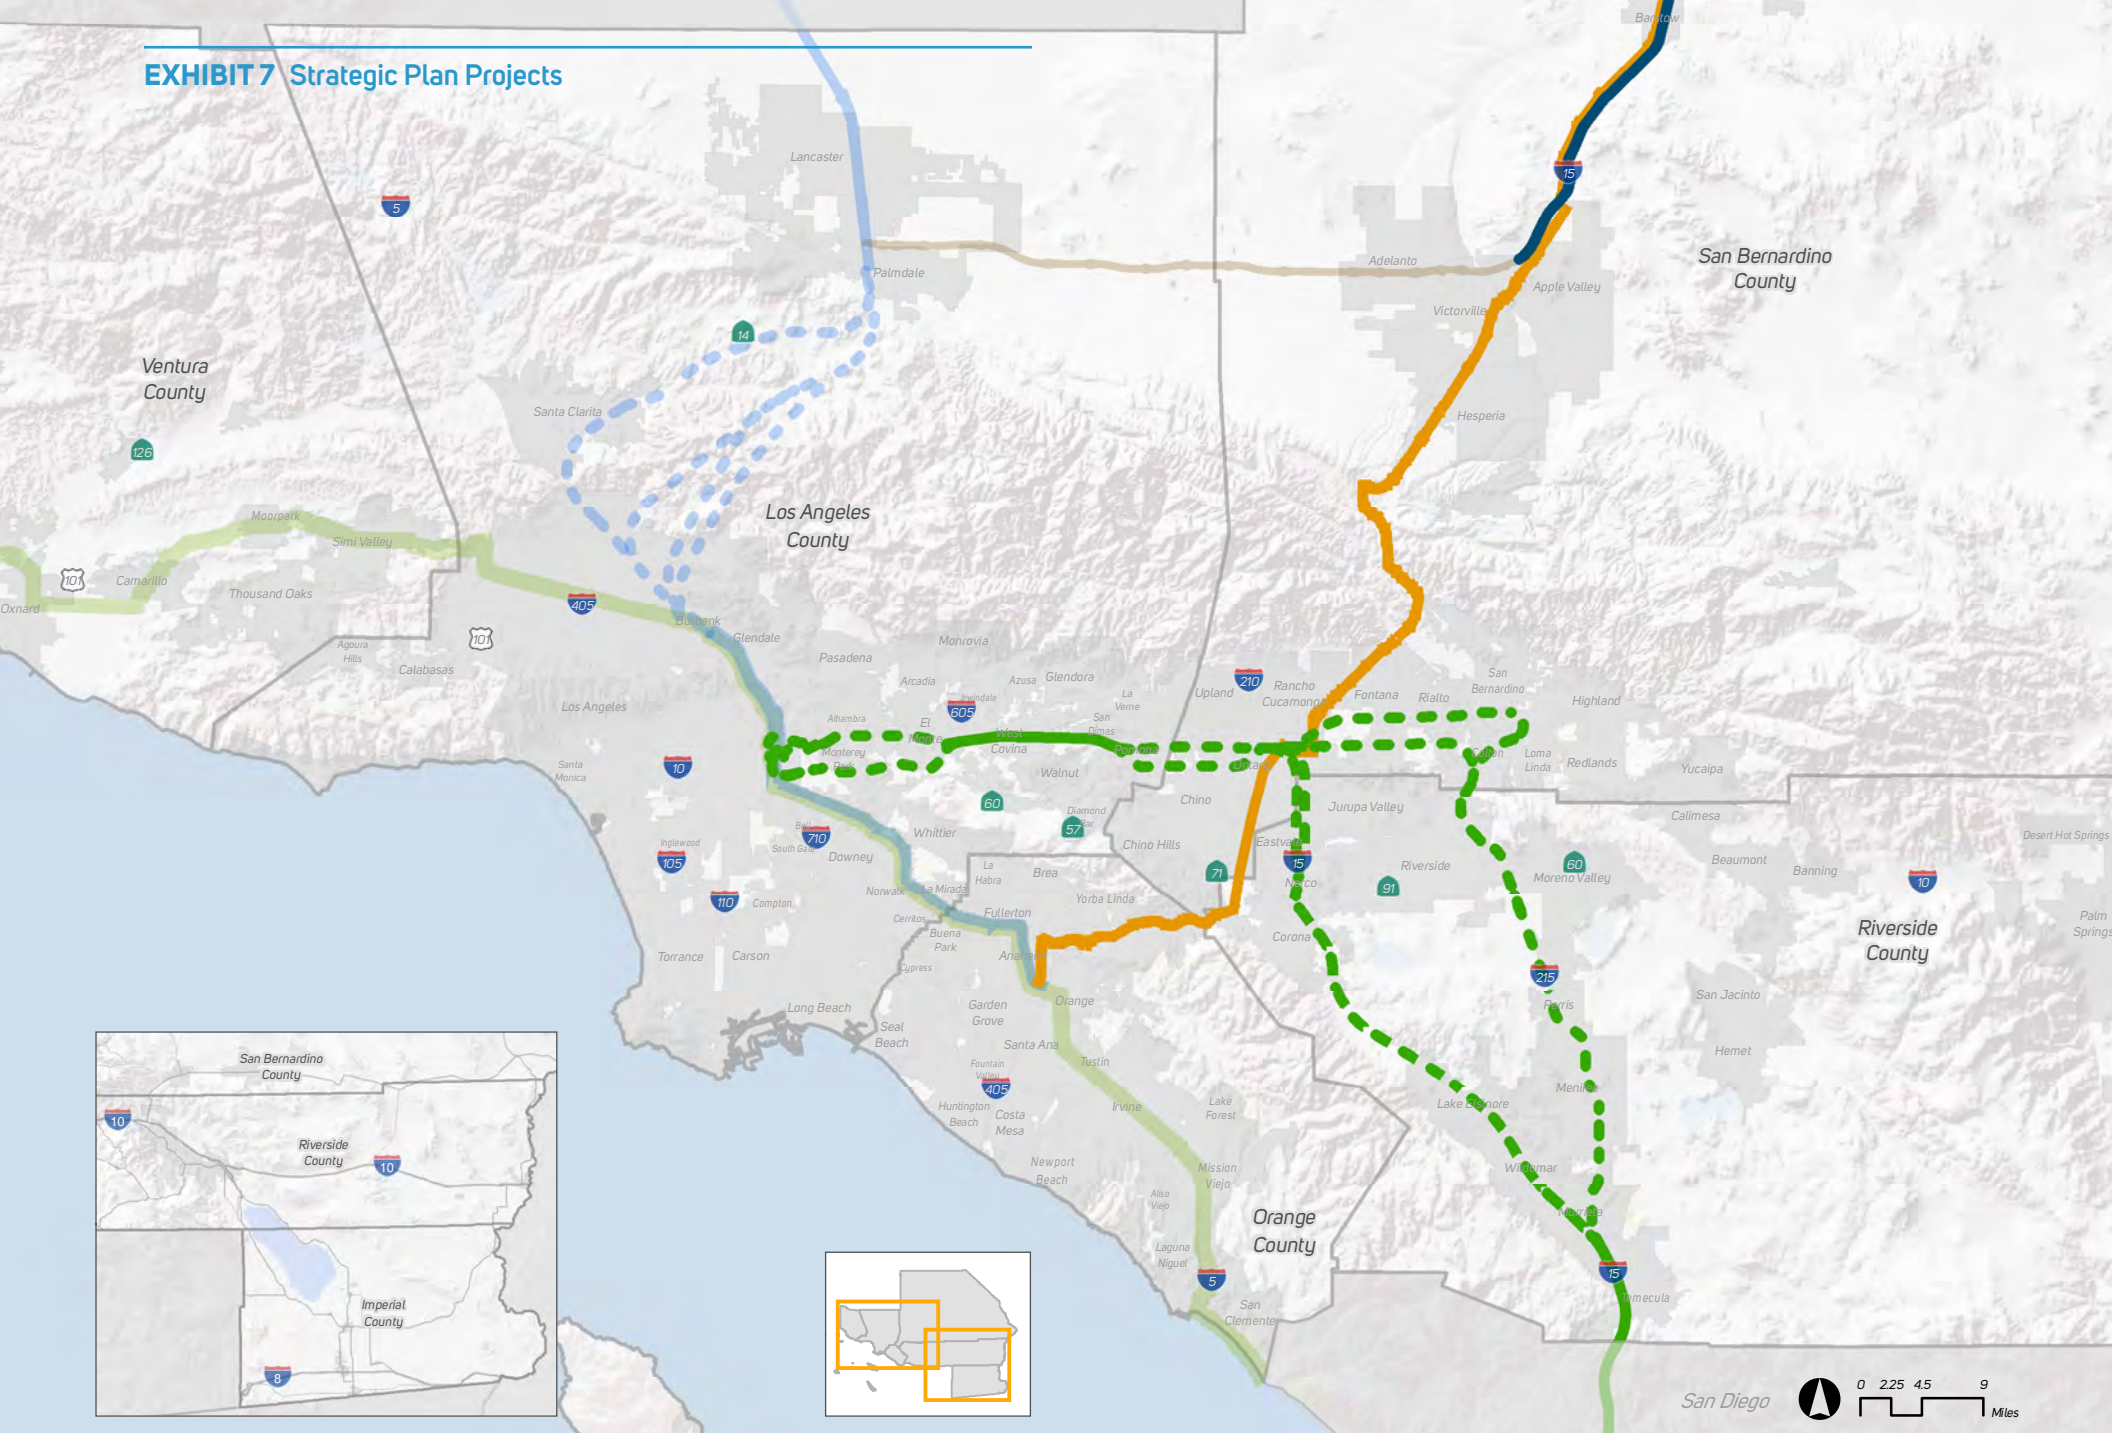 EXHIBIT 7 Strategic Plan Projects
Barstow
Lancaster
5
15
San Bernardino
County
Adelanto
Palmdale
Apple Valley
Victorville
14
Ventura
County
Santa Clarita
Hesperia
126
Los Angeles
County
Moorpark
Simi Valley
101
Camarillo
Thousand Oaks
405
Oxnard
Burbank
101
Glendale
Monrovia
Agoura
Hills
Pasadena
Calabasas
Arcadia
Azusa
Glendora
210
San
Bernardino
Rancho
Cucamonga
Upland
La
Verne
Irwindale
605
Fontana
Rialto
Highland
Los Angeles
Alhambra
El
Monte
San
Dimas
West
Covina
Monterey
Park
Pomona
Ontario
Colton
Loma
Linda
Redlands
Yucaipa
Santa
Monica
10
Walnut
60
Chino
Jurupa Valley
Diamond
Bar
57
Calimesa
Bell
710
South Gate
Whittier
Downey
Inglewood
105
Chino Hills
Eastvale
15
Desert Hot Springs
Beaumont
Banning
La
Habra
Brea
71
Riverside
60
Moreno Valley
91
10
Norco
Norwalk
La Mirada
Yorba Linda
110
Compton
Cerritos
Fullerton
Buena
Park
Corona
Palm
Springs
Riverside
County
Torrance
Carson
Anaheim
Cypress
215
Long Beach
Garden
Grove
Orange
Perris
San Jacinto
Seal
Beach
Santa Ana
Tustin
Hemet
Fountain
Valley
405
Menifee
Huntington
Beach
Costa
Mesa
Irvine
Lake
Forest
Lake Elsinore
Newport
Beach
Mission
Viejo
Wildomar
Aliso
Viejo
Murrieta
Orange
County
Laguna
Niguel
5
15
Temecula
San
Clemente
San Diego
0 2.25 4.5 9
Miles
San Bernardino
County
10
Riverside
County
10
Imperial
County
8